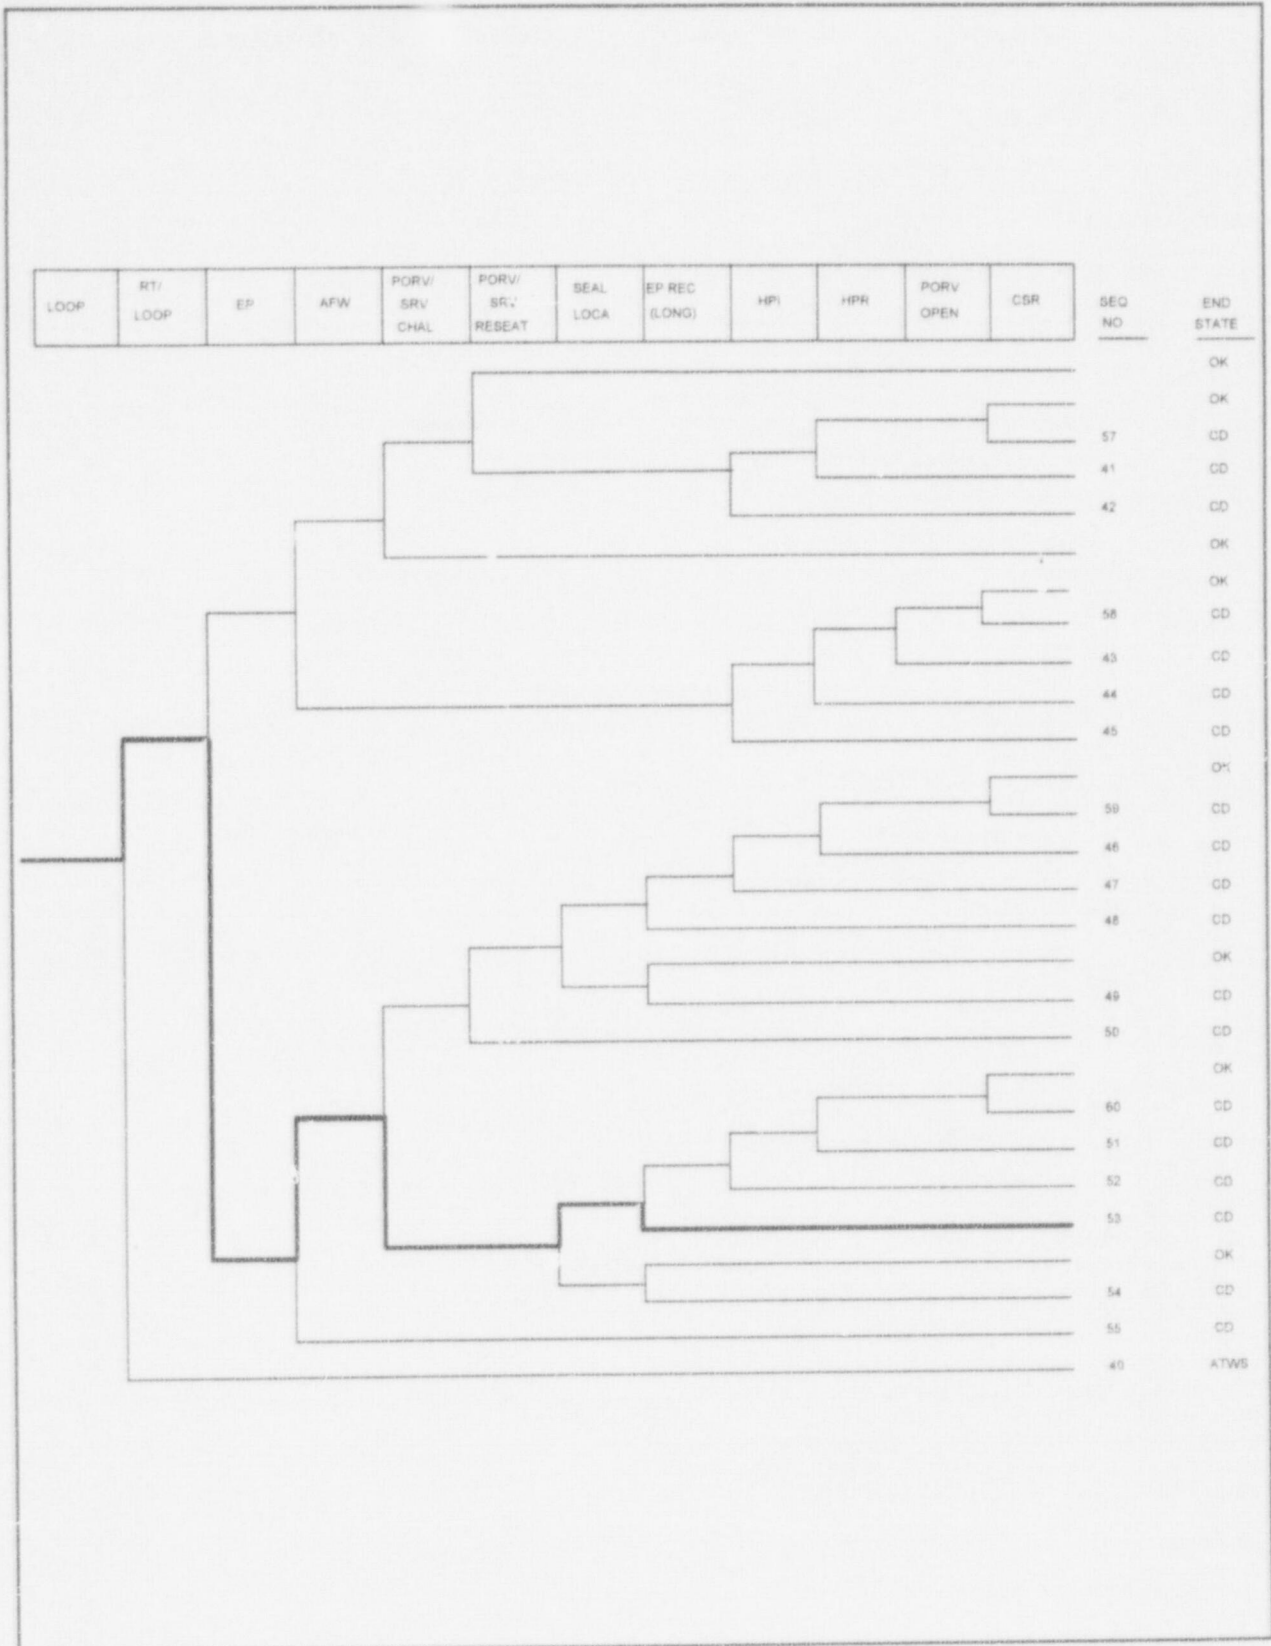 LOOP
RT/
LOOP
EP
AFW
PORV/
SRV
CHAL
PORV/
SRV
RESEAT
SEAL
LOCA
EP REC
(LONG)
HPI
HPR
PORV
OPEN
CSR
SEQ
NO
END
STATE
OK
OK
57 CD
41 CD
42 CD
OK
OK
58 CD
43 CD
44 CD
45 CD
OK
59 CD
46 CD
47 CD
48 CD
OK
49 CD
50 CD
OK
60 CD
51 CD
52 CD
53 CD
OK
54 CD
55 CD
40 ATWS